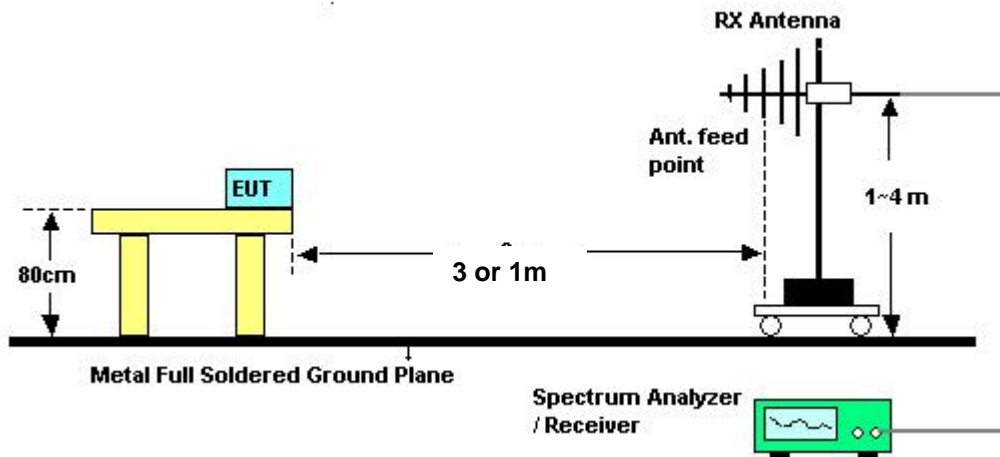 RX Antenna
Ant. feed
point
EUT
1~4 m
80cm
3 or 1m
Metal Full Soldered Ground Plane
Spectrum Analyzer
/ Receiver